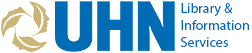 UHN
Library &
Information
Services